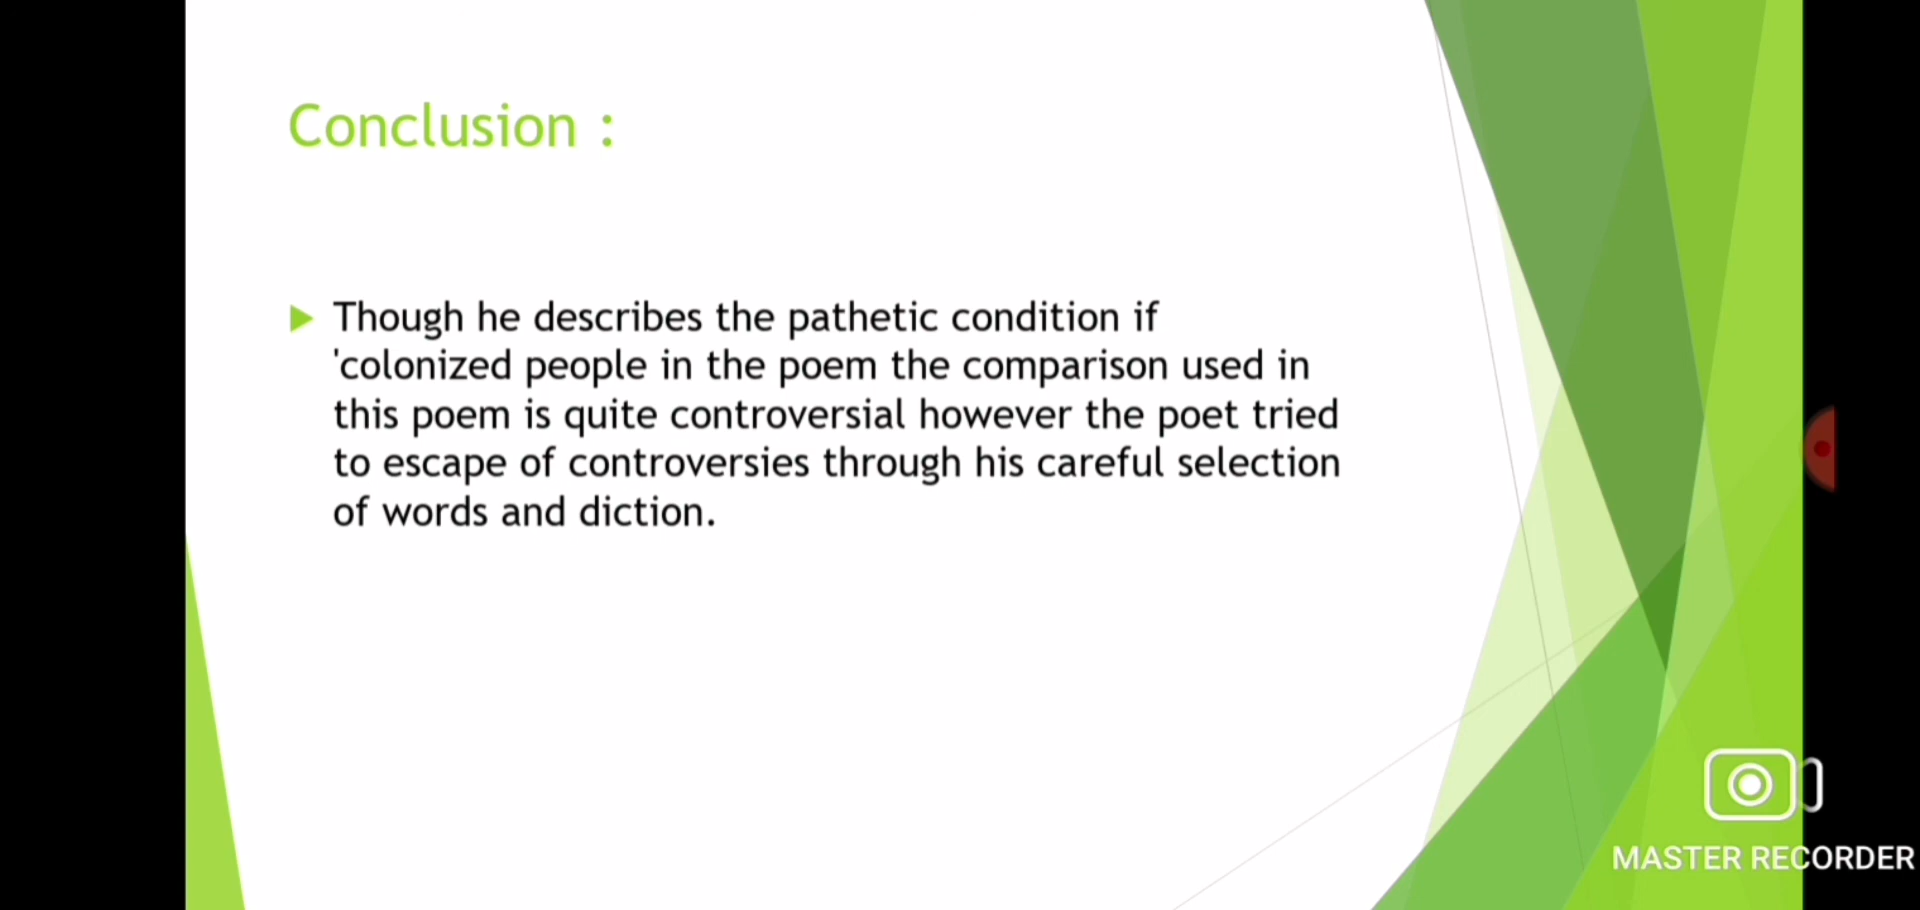 Conclusion :
Though he describes the pathetic condition if
'colonized people in the poem the comparison used in
this poem is quite controversial however the poet tried
to escape of controversies through his careful selection
of words and diction.
MASTER RECORDER